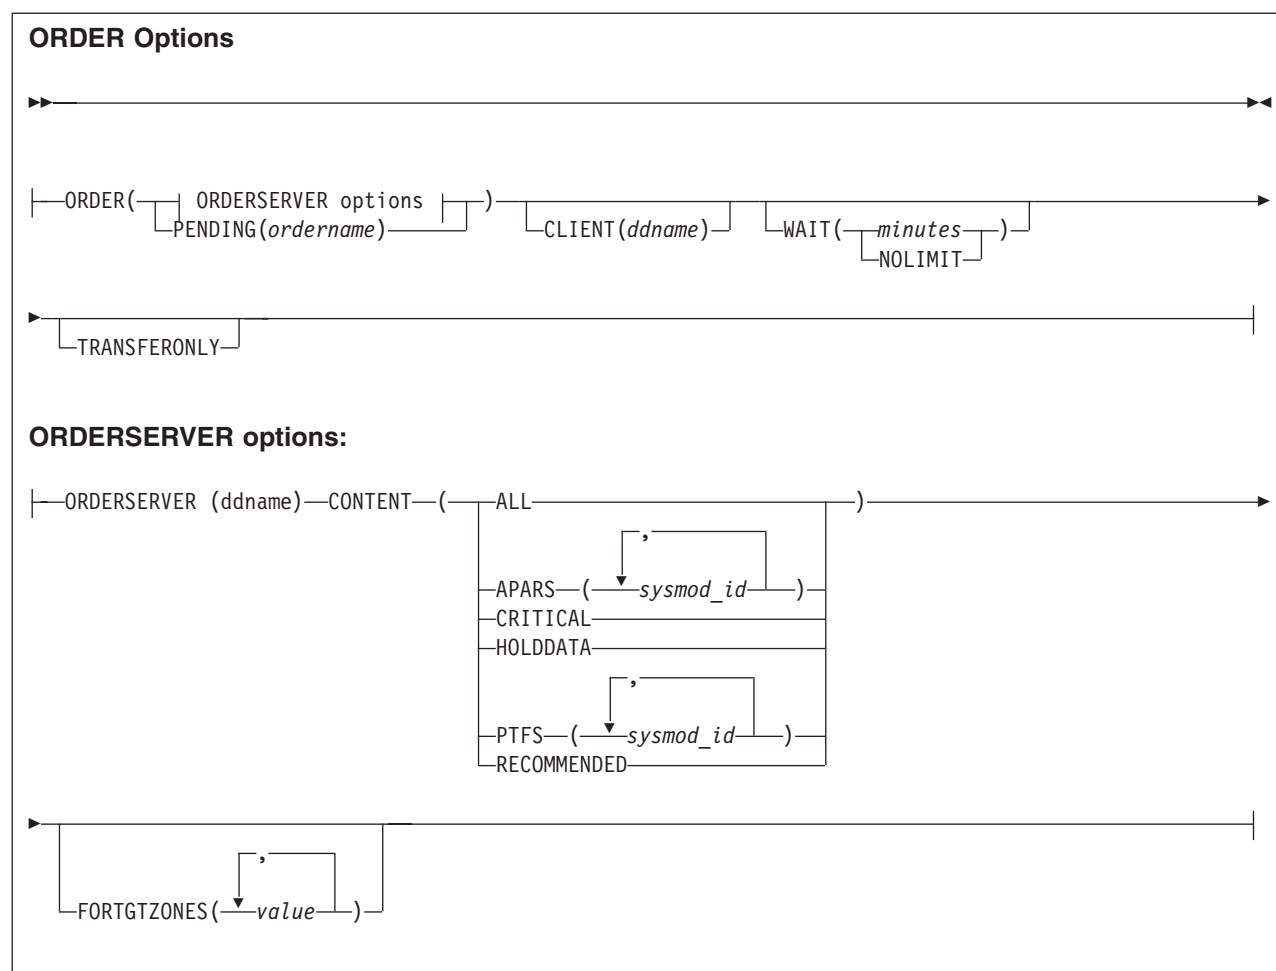 ORDER Options
ORDER( ORDERSERVER options )
PENDING(ordername)
CLIENT(ddname)
WAIT( minutes )
NOLIMIT
TRANSFERONLY
ORDERSERVER options:
ORDERSERVER (ddname) CONTENT ( ALL )
,
APARS ( sysmod_id )
CRITICAL
HOLDDATA
,
PTFS ( sysmod_id )
RECOMMENDED
,
FORTGTZONES( value )